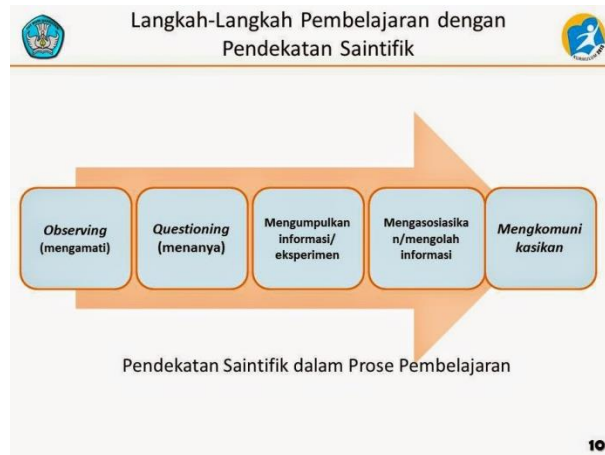 Langkah-Langkah Pembelajaran dengan
Pendekatan Saintifik
Observing
(mengamati)
Questioning
(menanya)
Mengumpulkan
informasi/
eksperimen
Mengasosiasika
n/mengolah
informasi
Mengkomuni
kasikan
Pendekatan Saintifik dalam Prose Pembelajaran
10